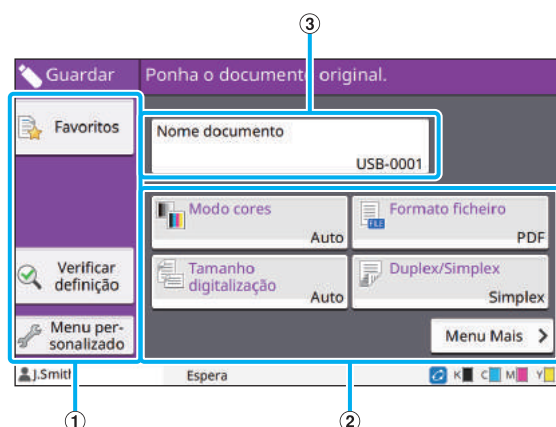 ③
Guardar
Ponha o documento original.
Favoritos
Nome documento
USB-0001
Modo cores
Auto
Formato ficheiro
FILE
PDF
Verificar
definição
Tamanho
digitalização
Auto
Duplex/Simplex
Simplex
Menu per-
sonalizado
Menu Mais >
J.Smith
Espera
K C M Y
① ②